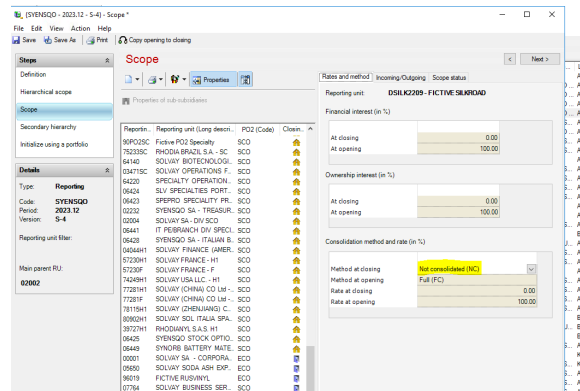 (SYENSQO - 2023.12 - S-4) - Scope *
File Edit View Action Help
Save Save As Print Copy opening to closing
Steps
Definition
Hierarchical scope
Scope
Secondary hierarchy
Initialize using a portfolio
Details
Type: Reporting
Code: SYENSQO
Period: 2023.12
Version: S-4
Reporting unit filter:
Main parent RU:
02002
Scope
< Next >
Properties
Properties of sub-subsidiaries
Reportin... Reporting unit (Long descri... PO2 (Code) Closin...
90PO2SC Fictive PO2 Specialty SCO
75233SC RHODIA BRAZIL S.A. - SC SCO
64140 SOLVAY BIOTECNOLOGI... SCO
03471SC SOLVAY OPERATIONS F... SCO
64220 SPECIALTY OPERATION... SCO
06424 SLV SPECIALTIES PORT... SCO
06423 SPEPRO SPECIALITY PR... SCO
02232 SYENSQO SA - TREASUR... SCO
02004 SOLVAY SA - DIV SCO SCO
06441 IT PE/BRANCH DIV SPECI... SCO
06428 SYENSQO SA - ITALIAN B... SCO
04044H1 SOLVAY FINANCE (AMER... SCO
57230H1 SOLVAY FRANCE - H1 SCO
57230F SOLVAY FRANCE - F SCO
74249H1 SOLVAY USA LLC. - H1 SCO
77281H1 SOLVAY (CHINA) CO Ltd -... SCO
77281F SOLVAY (CHINA) CO Ltd -... SCO
78115H1 SOLVAY (ZHENJIANG) C... SCO
80902H1 SOLVAY SOL ITALIA SPA... SCO
39727H1 RHODIANYL S.A.S. H1 SCO
06425 SYENSQO STOCK OPTIO... SCO
06449 SYNORB BATTERY MATE... SCO
00001 SOLVAY SA - CORPORA... ECO
05650 SOLVAY SODA ASH EXP... ECO
96019 FICTIVE RUSVINYL ECO
07764 SOLVAY BUSINESS SER... ECO
Rates and method Incoming/Outgoing Scope status
Reporting unit: DSILK2209 - FICTIVE SILKROAD
Financial interest (in %)
At closing 0.00
At opening 100.00
Ownership interest (in %)
At closing 0.00
At opening 100.00
Consolidation method and rate (in %)
Method at closing Not consolidated (NC)
Method at opening Full (FC)
Rate at closing 0.00
Rate at opening 100.00